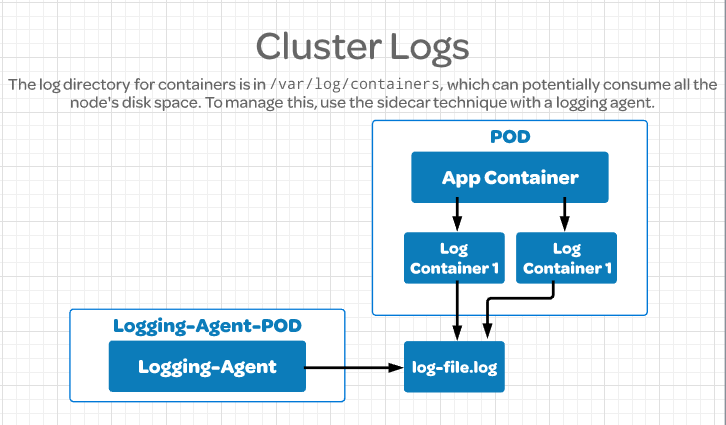 Cluster Logs
The log directory for containers is in /var/log/containers, which can potentially consume all the
node's disk space. To manage this, use the sidecar technique with a logging agent.
POD
App Container
Log
Container 1
Log
Container 1
Logging-Agent-POD
Logging-Agent
log-file.log